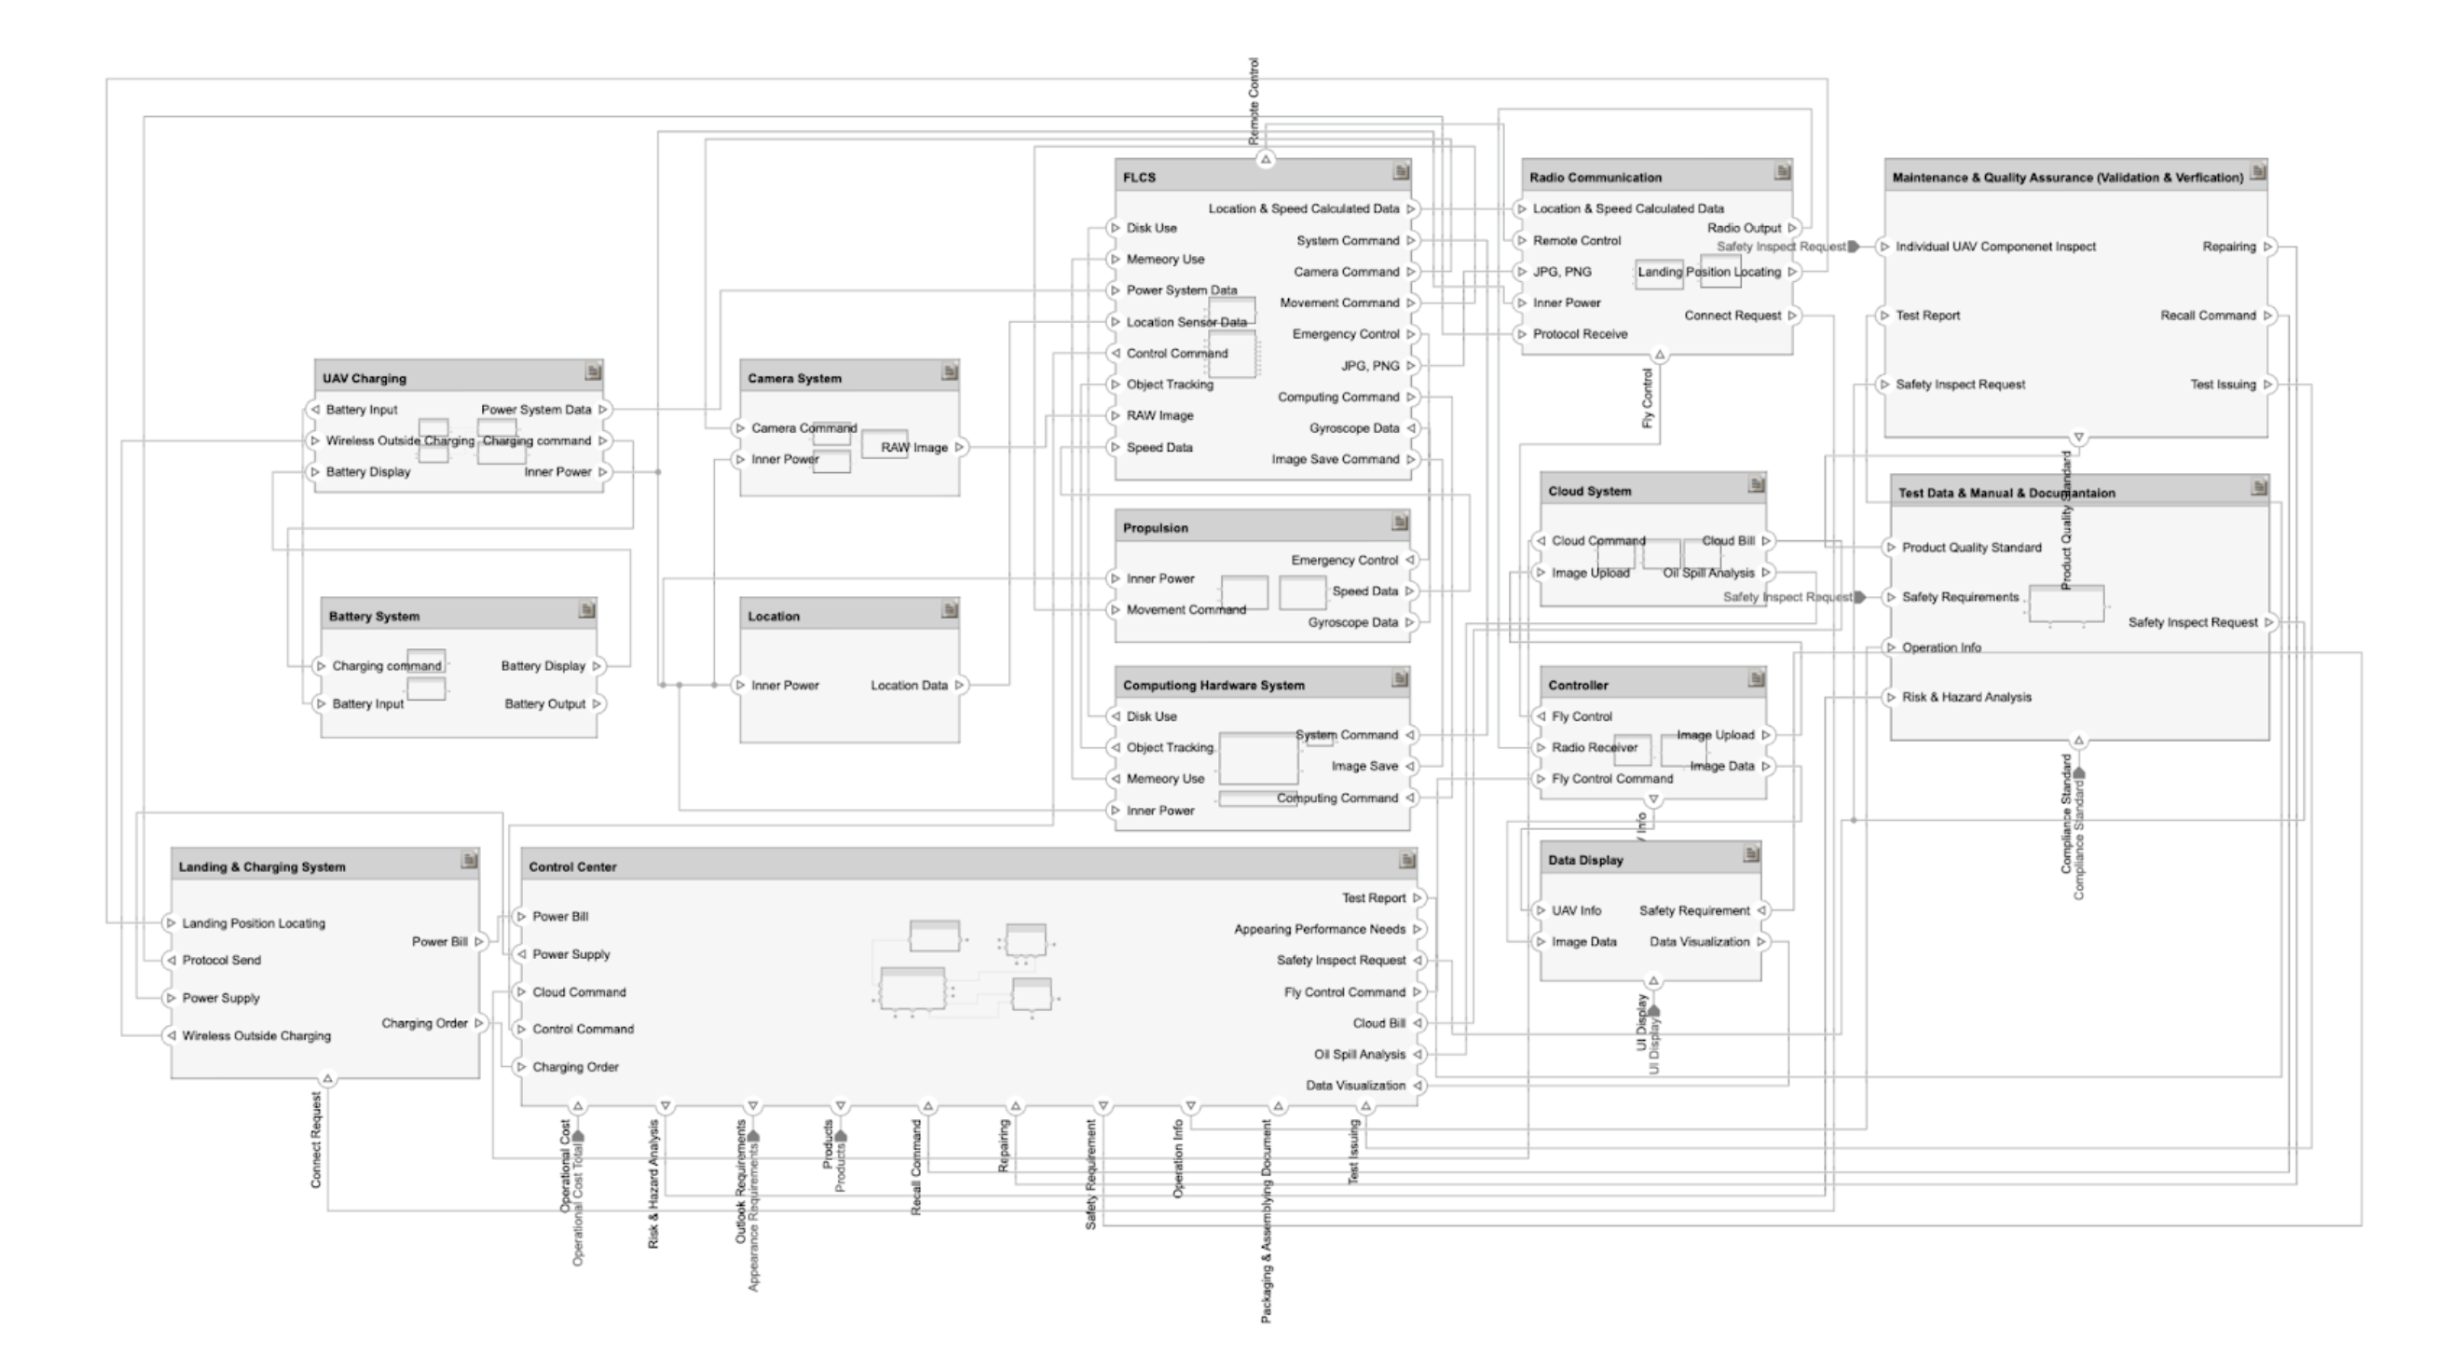 Remote Control
FLCS
Location & Speed Calculated Data
Disk Use
System Command
Memeory Use
Camera Command
Power System Data
Movement Command
Location Sensor Data
Emergency Control
Control Command
JPG, PNG
Object Tracking
Computing Command
RAW Image
Gyroscope Data
Speed Data
Image Save Command
Radio Communication
Location & Speed Calculated Data
Radio Output
Remote Control
JPG, PNG
Landing Position Locating
Inner Power
Connect Request
Protocol Receive
Fly Control
Maintenance & Quality Assurance (Validation & Verfication)
Safety Inspect Request
Individual UAV Componenet Inspect
Repairing
Test Report
Recall Command
Safety Inspect Request
Test Issuing
Product Quality Standard
UAV Charging
Battery Input
Power System Data
Wireless Outside Charging
Charging command
Battery Display
Inner Power
Camera System
Camera Command
RAW Image
Inner Power
Propulsion
Emergency Control
Inner Power
Speed Data
Movement Command
Gyroscope Data
Cloud System
Cloud Command
Cloud Bill
Image Upload
Oil Spill Analysis
Test Data & Manual & Documantaion
Product Quality Standard
Safety Inspect Request
Safety Requirements
Safety Inspect Request
Operation Info
Risk & Hazard Analysis
Compliance Standard
Compliance Standard
Battery System
Charging command
Battery Display
Battery Input
Battery Output
Location
Inner Power
Location Data
Computiong Hardware System
Disk Use
System Command
Object Tracking
Image Save
Memeory Use
Computing Command
Inner Power
Controller
Fly Control
Image Upload
Radio Receiver
Image Data
Fly Control Command
Info
Data Display
UAV Info
Safety Requirement
Image Data
Data Visualization
UI Display
UI Display
Landing & Charging System
Landing Position Locating
Power Bill
Protocol Send
Power Supply
Charging Order
Wireless Outside Charging
Connect Request
Control Center
Test Report
Power Bill
Appearing Performance Needs
Power Supply
Safety Inspect Request
Cloud Command
Fly Control Command
Control Command
Cloud Bill
Oil Spill Analysis
Charging Order
Data Visualization
Operational Cost
Operational Cost Total
Risk & Hazard Analysis
Outlook Requirements
Appearance Requirements
Products
Products
Recall Command
Repairing
Safety Requirement
Operation Info
Packaging & Assemblying Document
Test Issuing